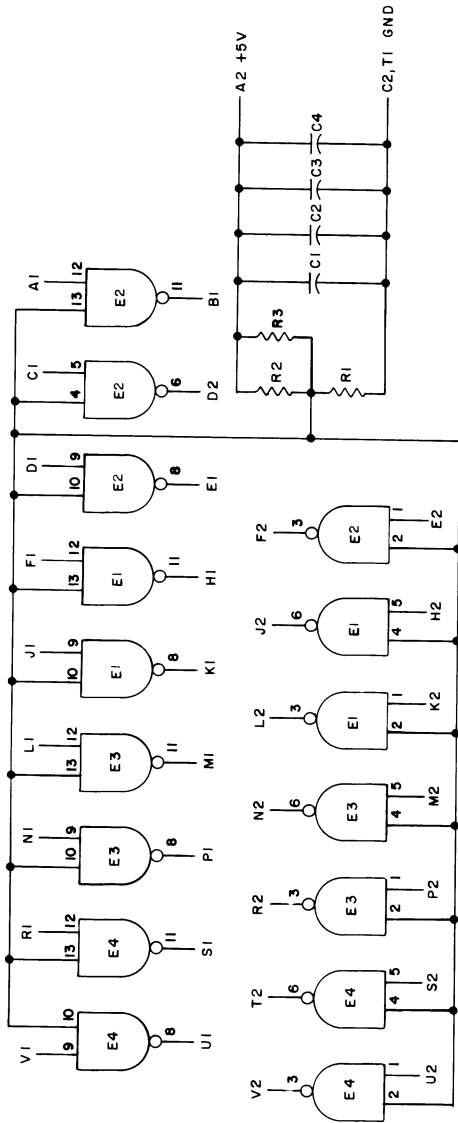 V1 R1 N1 L1 J1 F1 D1 C1 A1
9 10 13 12 10 9 13 12 10 9 13 12 10 9 4 5 13 12
E4 E4 E3 E3 E1 E1 E2 E2 E2
8 11 8 11 8 11 8 6 11
U1 S1 P1 M1 K1 H1 E1 D2 B1
V2 T2 R2 N2 L2 J2 F2
3 6 3 6 3 6 3
E4 E4 E3 E3 E1 E1 E2
2 1 4 5 2 1 4 5 2 1 4 5 2 1
U2 S2 P2 M2 K2 H2 E2
A2 +5V
R2 R3
C1 C2 C3 C4
R1
C2, T1 GND